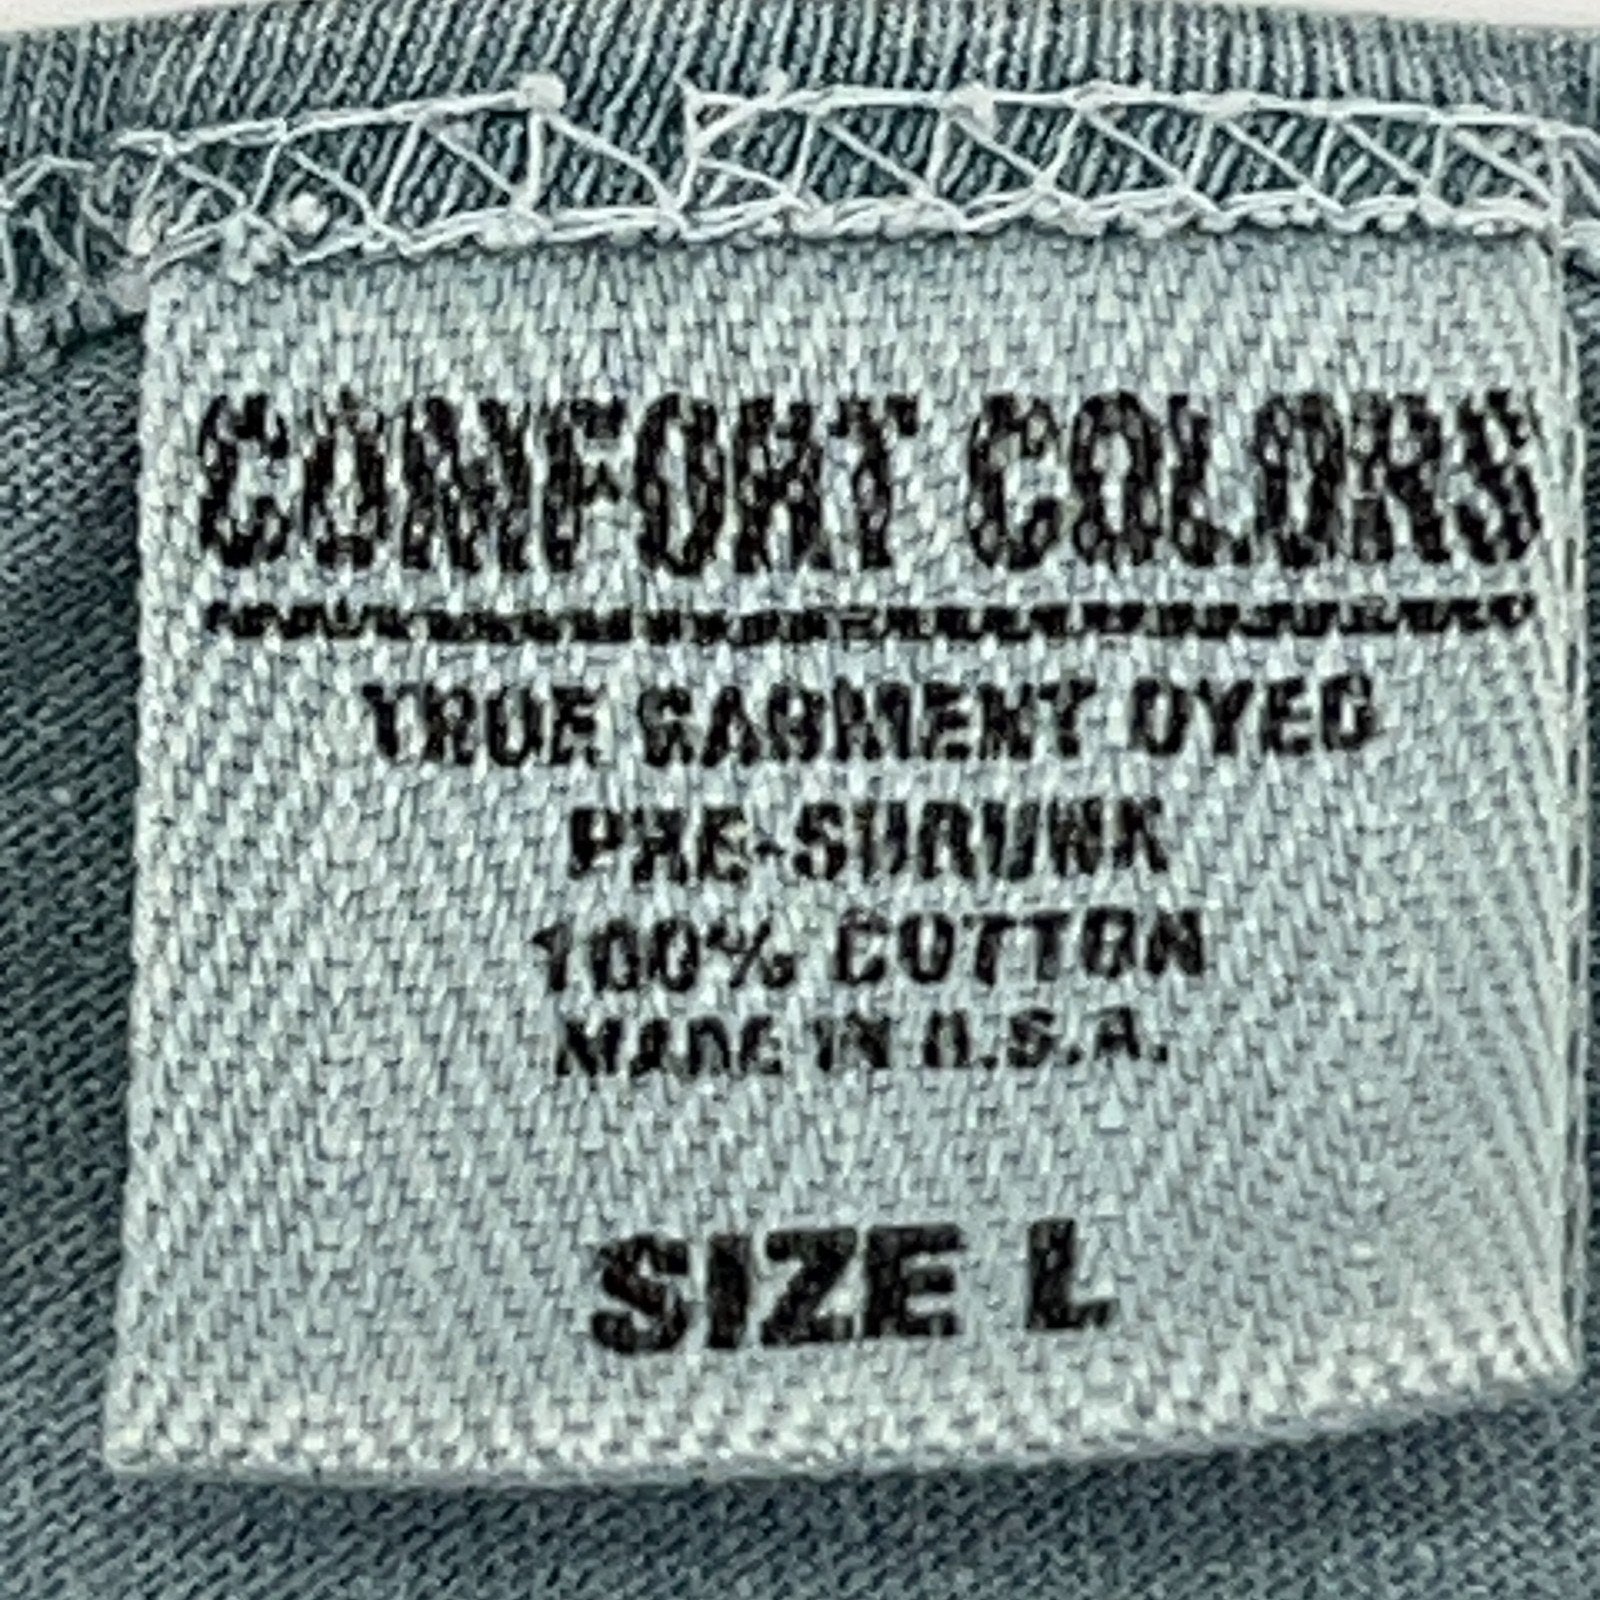 COMFORT COLORS
TRUE GARMENT DYED
PRE-SHRUNK
100% COTTON
MADE IN U.S.A.
SIZE L